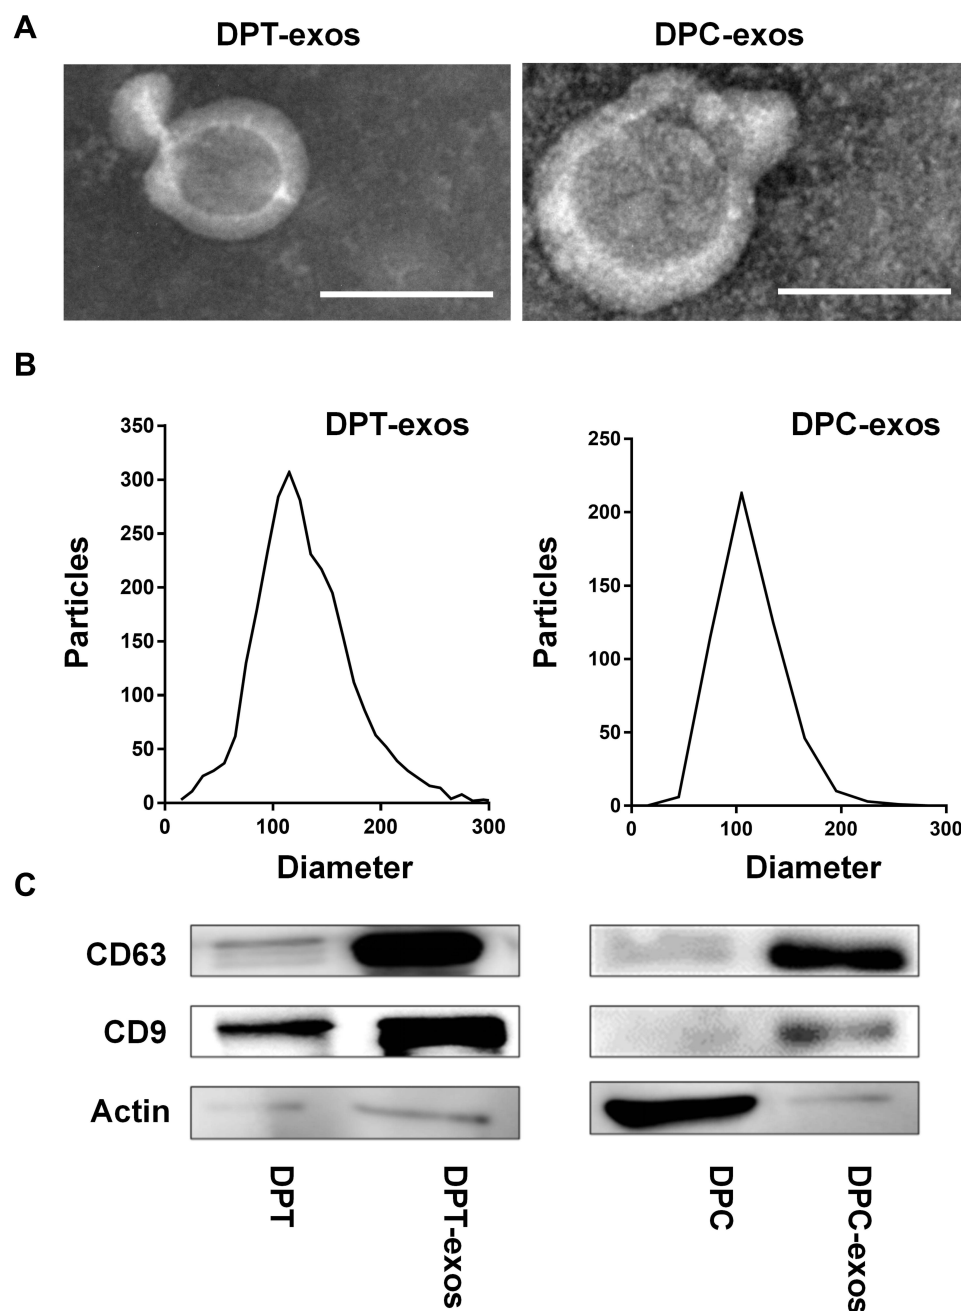 A
DPT-exos
DPC-exos
B
DPT-exos
350
300
250
200
150
100
50
0
Particles
0
100
200
300
Diameter
DPC-exos
250
200
150
100
50
0
Particles
0
100
200
300
Diameter
C
CD63
CD9
Actin
DPT
DPT-exos
DPC
DPC-exos